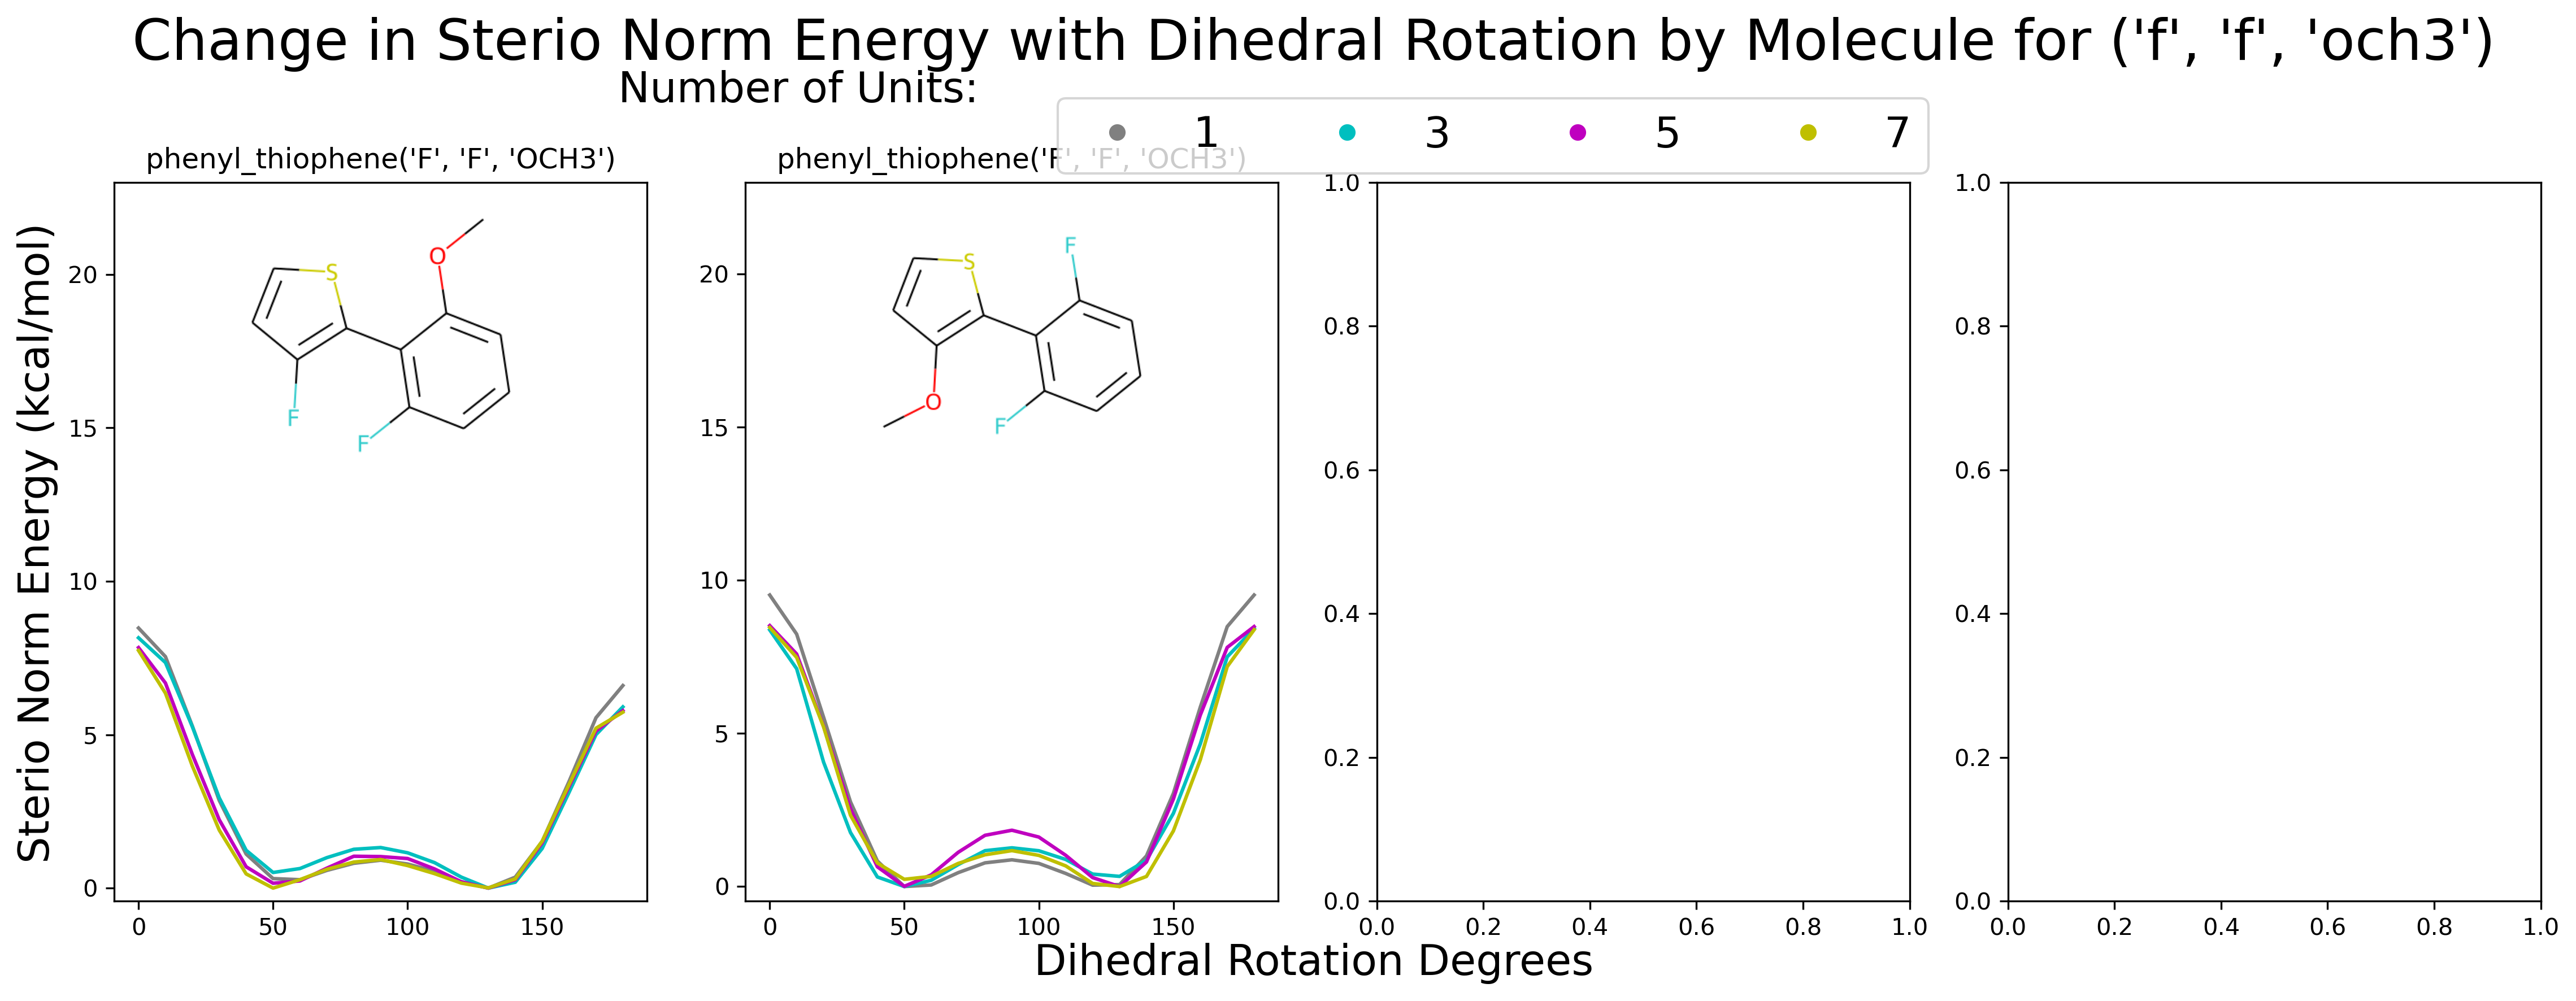 Change in Sterio Norm Energy with Dihedral Rotation by Molecule for ('f', 'f', 'och3')
Number of Units:
1 3 5 7
phenyl_thiophene('F', 'F', 'OCH3')
phenyl_thiophene('F', 'F', 'OCH3')
Sterio Norm Energy (kcal/mol)
20
15
10
5
0
0 50 100 150
S
O
F
F
20
15
10
5
0
0 50 100 150
S
F
O
F
1.0
0.8
0.6
0.4
0.2
0.0
0.0 0.2 0.4 0.6 0.8 1.0
1.0
0.8
0.6
0.4
0.2
0.0
0.0 0.2 0.4 0.6 0.8 1.0
Dihedral Rotation Degrees